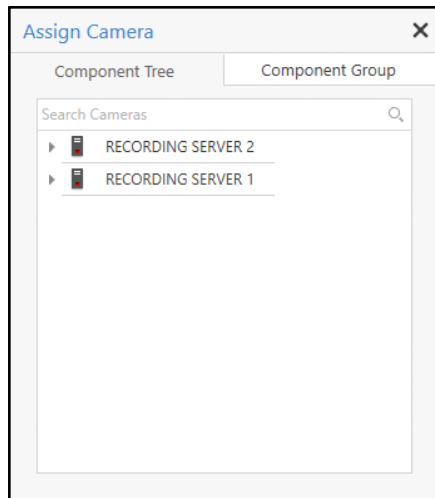 Assign Camera
Component Tree
Component Group
Search Cameras
RECORDING SERVER 2
RECORDING SERVER 1